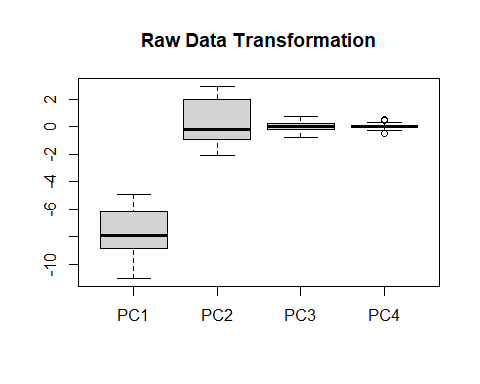 Raw Data Transformation
2
0
-2
-4
-6
-10
PC1
PC2
PC3
PC4